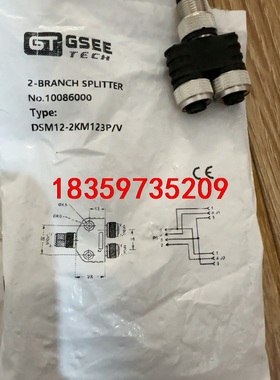 GT GSEE
TECH
2-BRANCH SPLITTER
No.10086000
Type:
DSM12-2KM123P/V
CE
18359735209